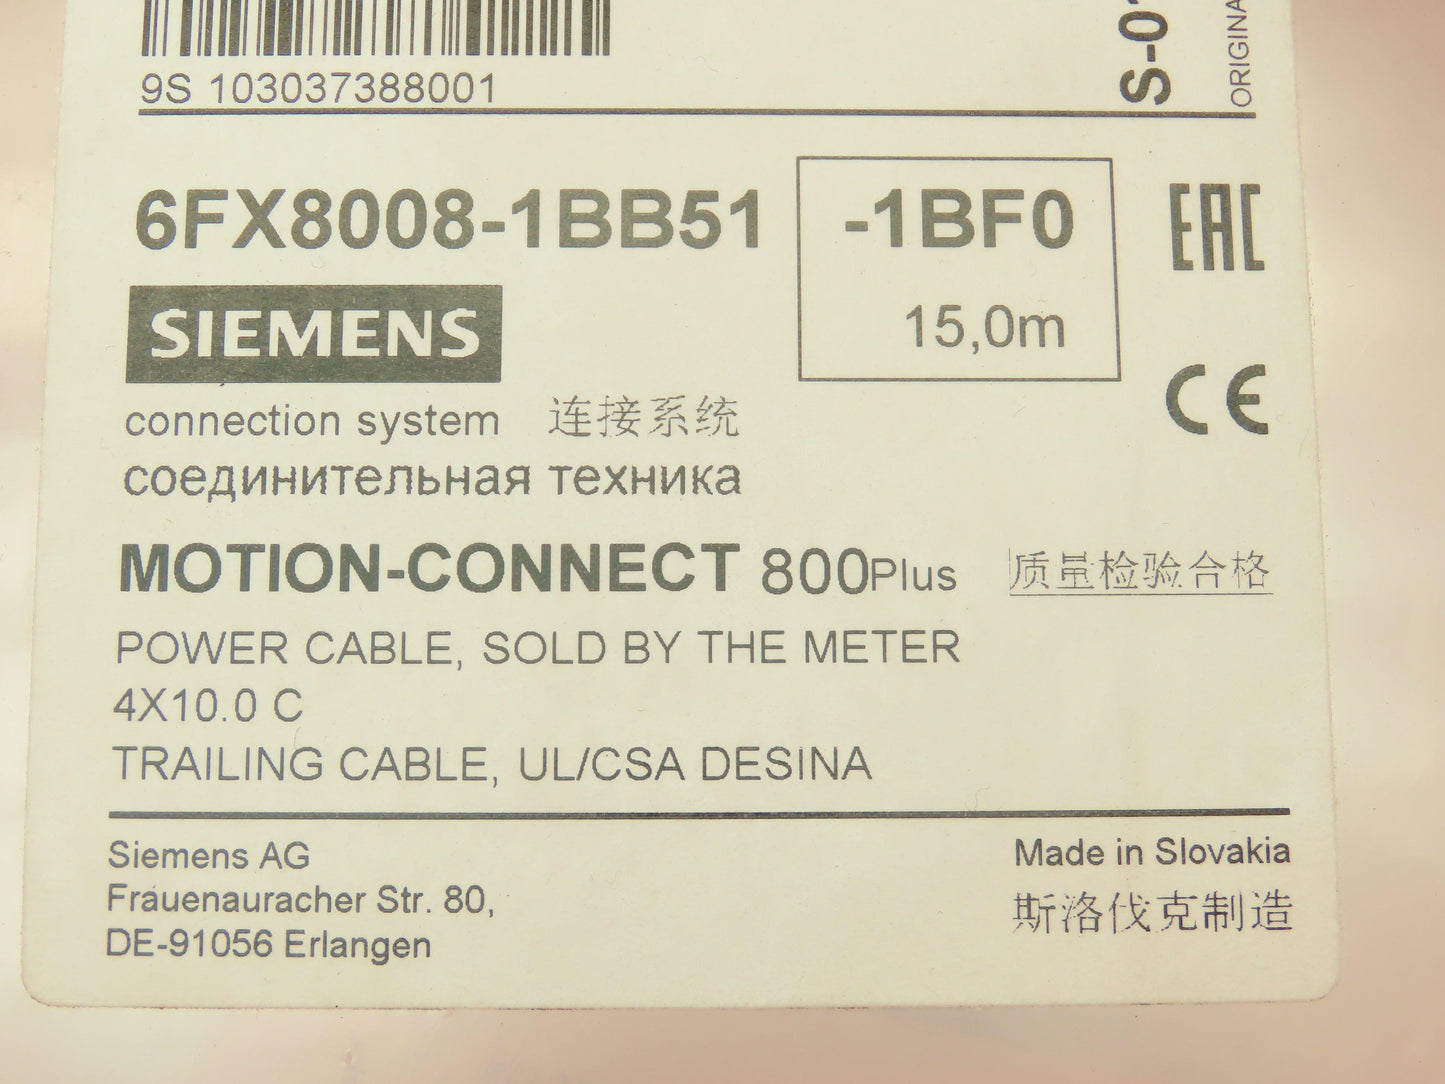 9S 103037388001
S-0
ORIGINA
6FX8008-1BB51 -1BF0
15,0m
EAC
SIEMENS
CE
connection system 连接系统
соединительная техника
MOTION-CONNECT 800Plus 质量检验合格
POWER CABLE, SOLD BY THE METER
4X10.0 C
TRAILING CABLE, UL/CSA DESINA
Siemens AG
Frauenauracher Str. 80,
DE-91056 Erlangen
Made in Slovakia
斯洛伐克制造